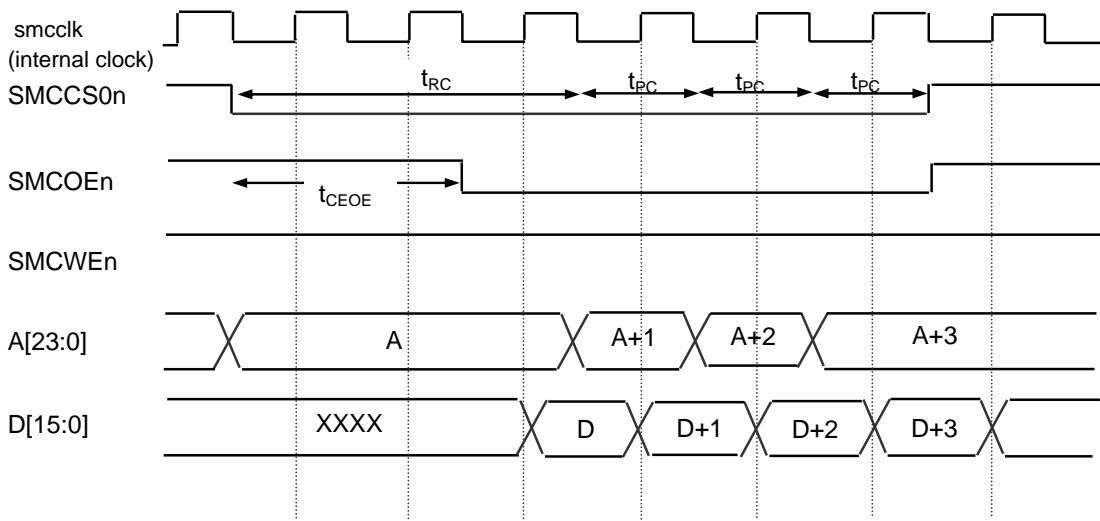 smcclk
(internal clock)
SMCCS0n
tRC
tPC
tPC
tPC
SMCOEn
tCEOE
SMCWEn
A[23:0]
A
A+1
A+2
A+3
D[15:0]
XXXX
D
D+1
D+2
D+3